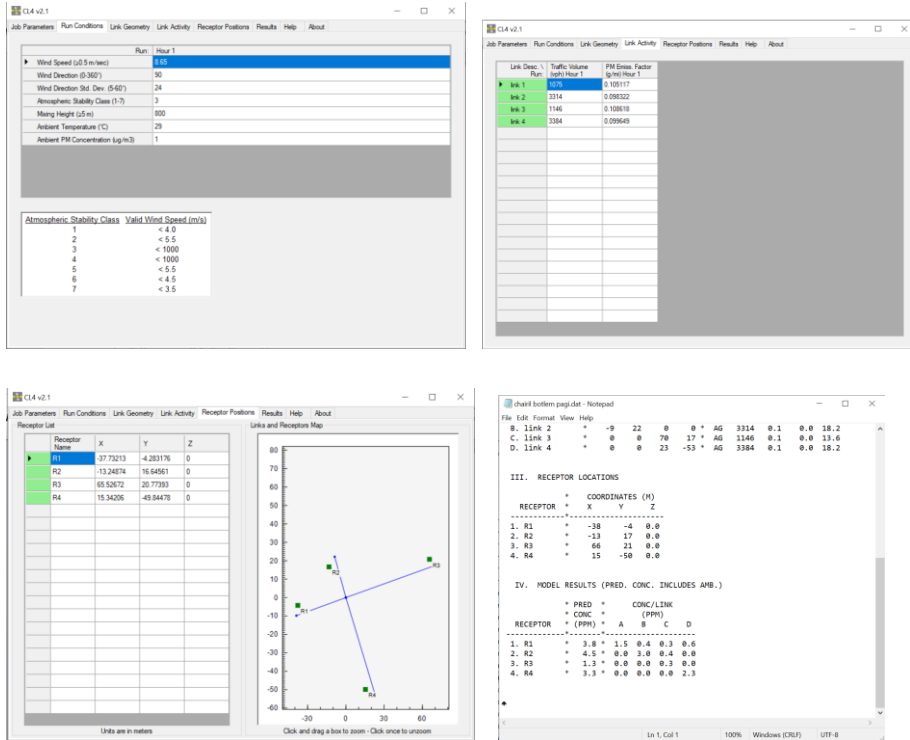 CL4 v2.1
Job Parameters Run Conditions Link Geometry Link Activity Receptor Positions Results Help About
Run: Hour 1
Wind Speed (≥0.5 m/sec) 8.65
Wind Direction (0-360°) 90
Wind Direction Std. Dev. (5-60°) 24
Atmospheric Stability Class (1-7) 3
Mixing Height (≥5 m) 800
Ambient Temperature (°C) 29
Ambient PM Concentration (ug/m3) 1
Atmospheric Stability Class Valid Wind Speed (m/s)
1 < 4.0
2 < 5.5
3 < 1000
4 < 1000
5 < 5.5
6 < 4.5
7 < 3.5
CL4 v2.1
Job Parameters Run Conditions Link Geometry Link Activity Receptor Positions Results Help About
Link Desc. \ Traffic Volume PM Emiss. Factor
Run: (vph) Hour 1 (g/mi) Hour 1
link 1 1075 0.105117
link 2 3314 0.098322
link 3 1146 0.108618
link 4 3384 0.099649
CL4 v2.1
Job Parameters Run Conditions Link Geometry Link Activity Receptor Positions Results Help About
Receptor List
Receptor Name X Y Z
R1 -37.73213 -4.283176 0
R2 -13.24874 16.64561 0
R3 65.52672 20.77393 0
R4 15.34206 -49.84478 0
Units are in meters
Links and Receptors Map
80
60
50
40
30
20
10
0
-10
-20
-30
-40
-50
-60
R3
R2
R1
R4
-30 0 30 60
Click and drag a box to zoom - Click once to unzoom
chairil botlem pagi.dat - Notepad
File Edit Format View Help
B. link 2 * -9 22 0 0 * AG 3314 0.1 0.0 18.2
C. link 3 * 0 0 70 17 * AG 1146 0.1 0.0 13.6
D. link 4 * 0 0 23 -53 * AG 3384 0.1 0.0 18.2
III. RECEPTOR LOCATIONS
* COORDINATES (M)
RECEPTOR * X Y Z
------------*---------------------
1. R1 * -38 -4 0.0
2. R2 * -13 17 0.0
3. R3 * 66 21 0.0
4. R4 * 15 -50 0.0
IV. MODEL RESULTS (PRED. CONC. INCLUDES AMB.)
* PRED * CONC/LINK
* CONC * (PPM)
RECEPTOR * (PPM) * A B C D
------------*-------*--------------------
1. R1 * 3.8 * 1.5 0.4 0.3 0.6
2. R2 * 4.5 * 0.0 3.0 0.4 0.0
3. R3 * 1.3 * 0.0 0.0 0.3 0.0
4. R4 * 3.3 * 0.0 0.0 0.0 2.3
Ln 1, Col 1 100% Windows (CRLF) UTF-8